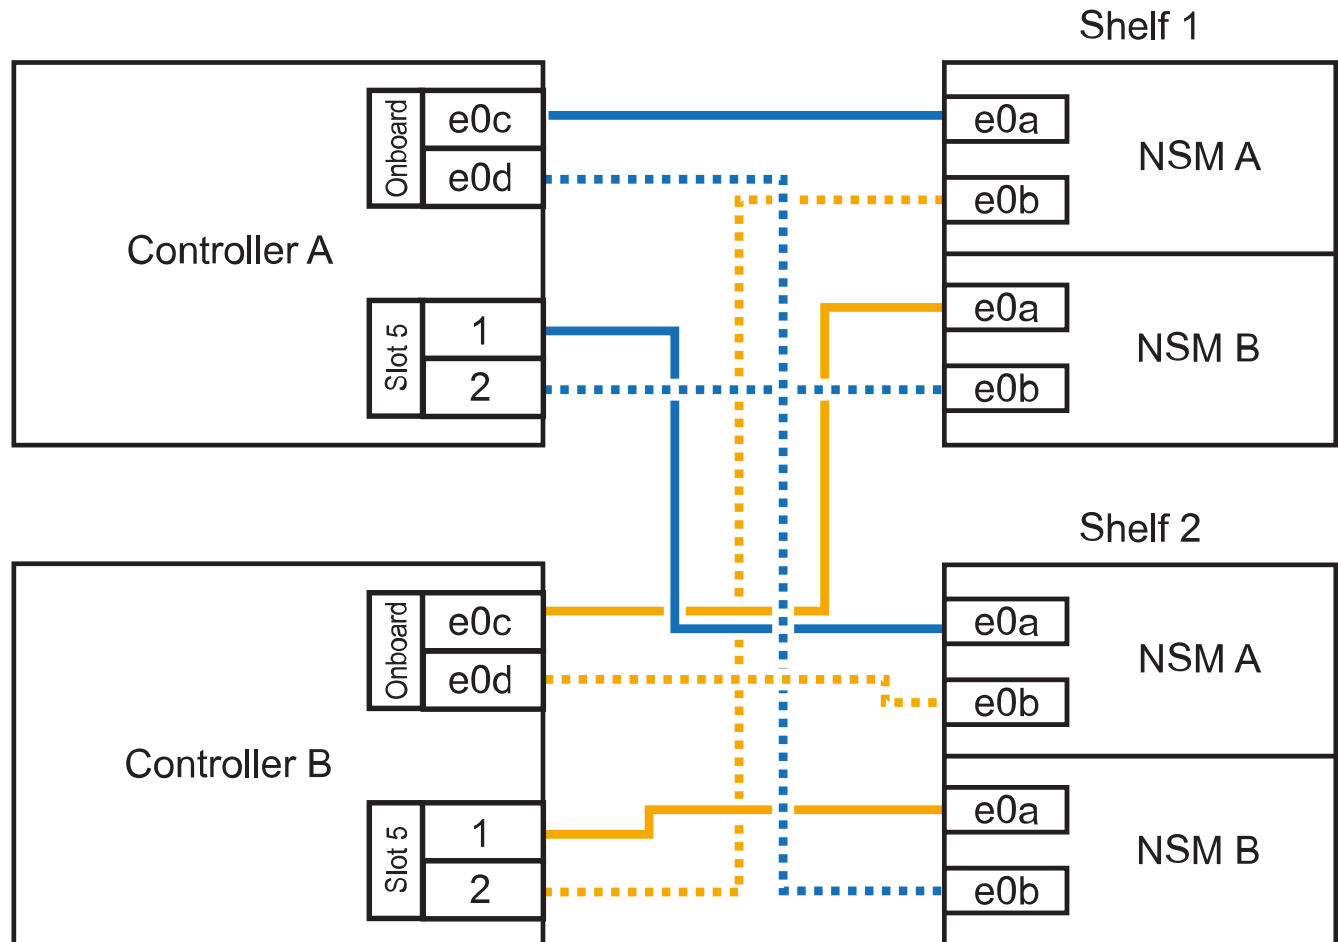 Shelf 1
Onboard
e0c
e0d
Controller A
Slot 5
1
2
e0a
NSM A
e0b
e0a
NSM B
e0b
Shelf 2
Onboard
e0c
e0d
Controller B
Slot 5
1
2
e0a
NSM A
e0b
e0a
NSM B
e0b